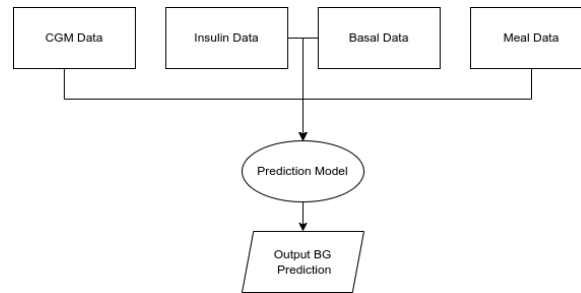 CGM Data
Insulin Data
Basal Data
Meal Data
Prediction Model
Output BG
Prediction